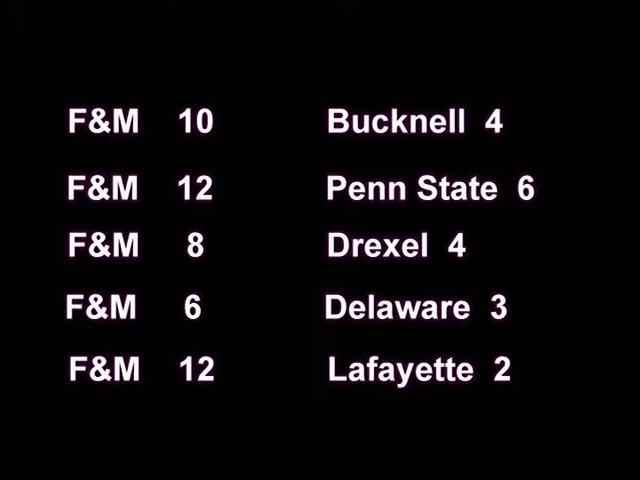 F&M 10 Bucknell 4
F&M 12 Penn State 6
F&M 8 Drexel 4
F&M 6 Delaware 3
F&M 12 Lafayette 2